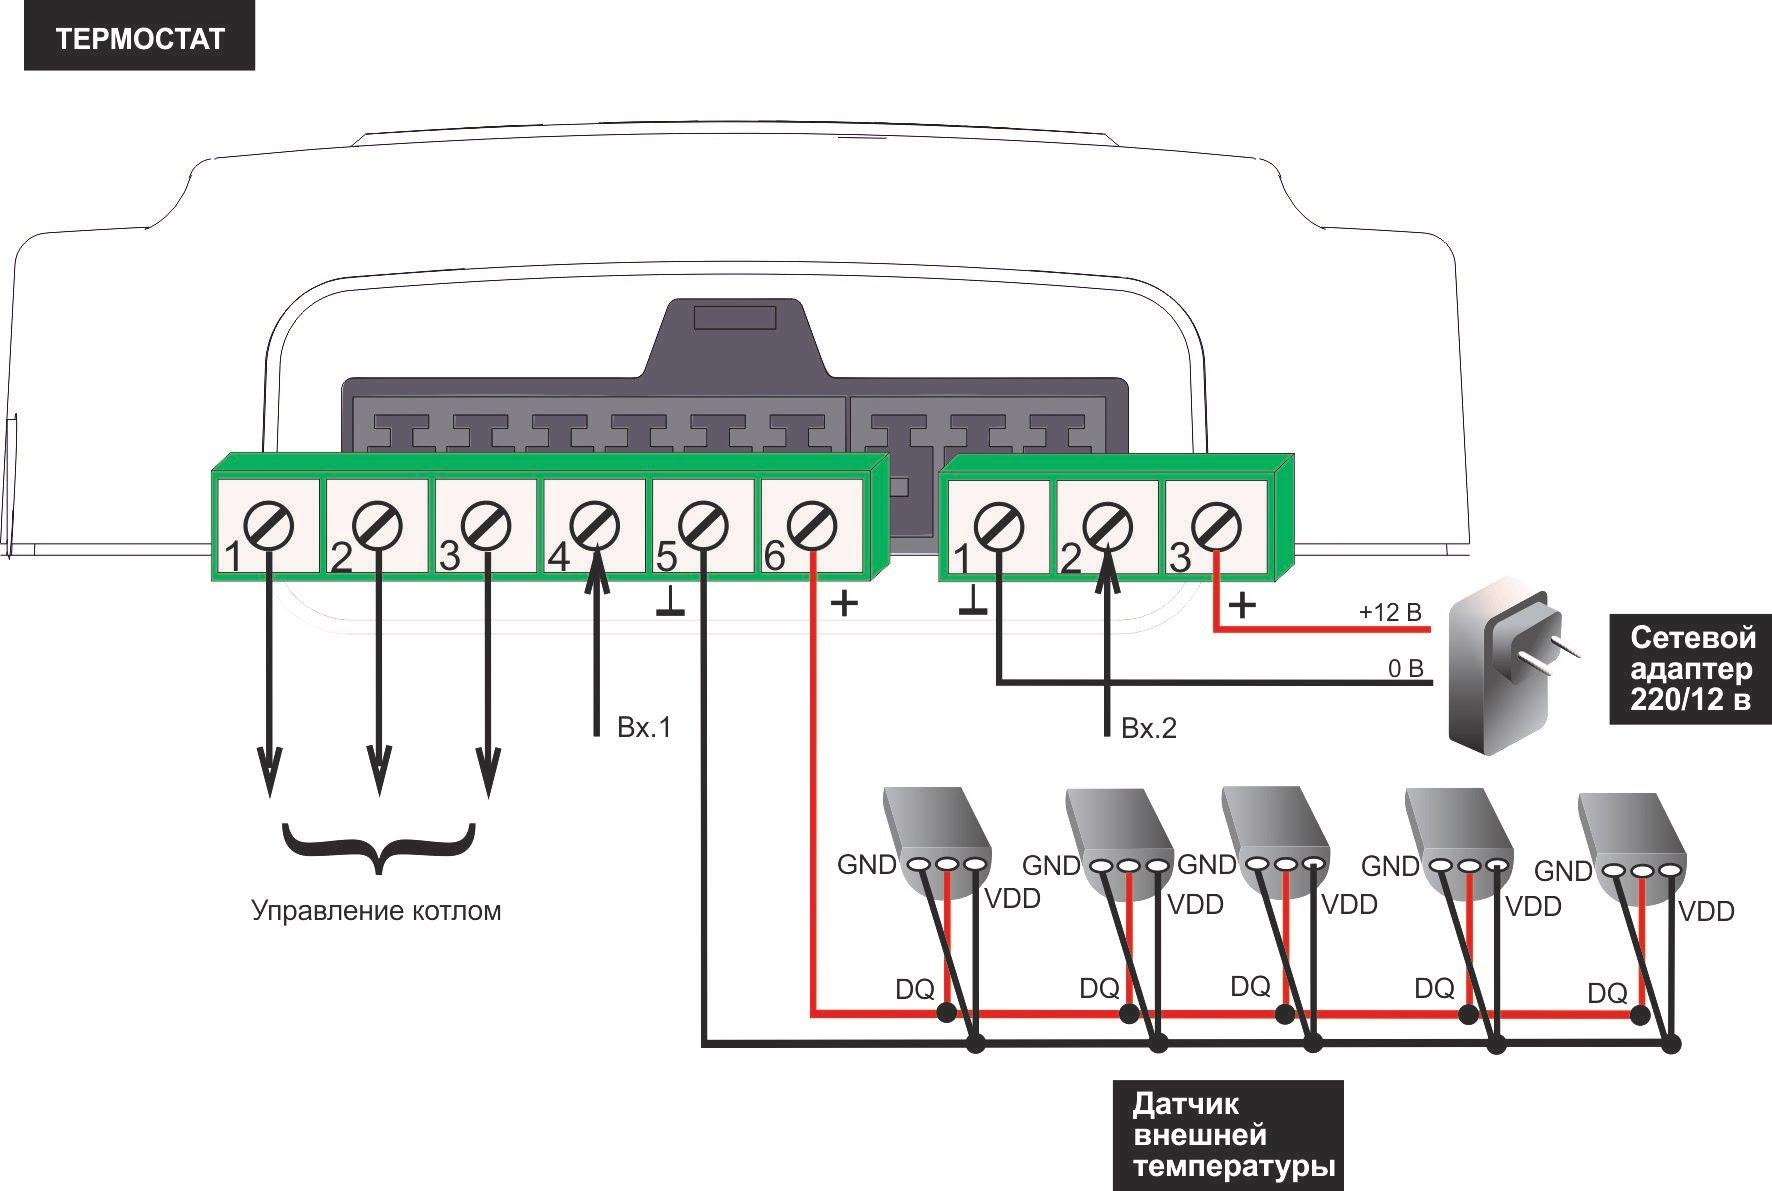 ТЕРМОСТАТ
1 2 3 4 5 6
1 2 3
⊥ +
⊥ +
+12 В
0 В
Сетевой
адаптер
220/12 в
Вх.1
Вх.2
Управление котлом
GND GND GND GND GND
VDD VDD VDD VDD VDD
DQ DQ DQ DQ DQ
Датчик
внешней
температуры